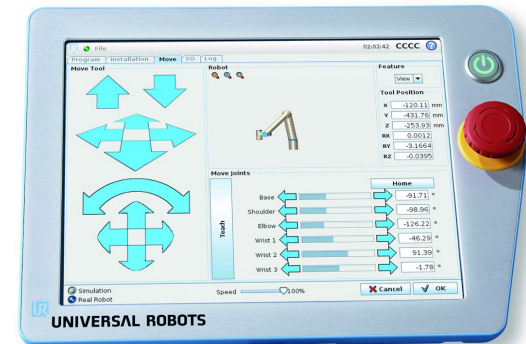 File 02:02:42 CCCC ?
Program Installation Move I/O Log
Move Tool
Robot
Feature
View
Tool Position
X -120.11 mm
Y -431.76 mm
Z -253.93 mm
RX 0.0012
RY -3.1664
RZ -0.0395
Move Joints
Home
Teach
Base -91.71 °
Shoulder -98.96 °
Elbow -126.22 °
Wrist 1 -46.29 °
Wrist 2 91.39 °
Wrist 3 -1.78 °
Simulation
Real Robot
Speed 100%
Cancel
OK
UR
UNIVERSAL ROBOTS